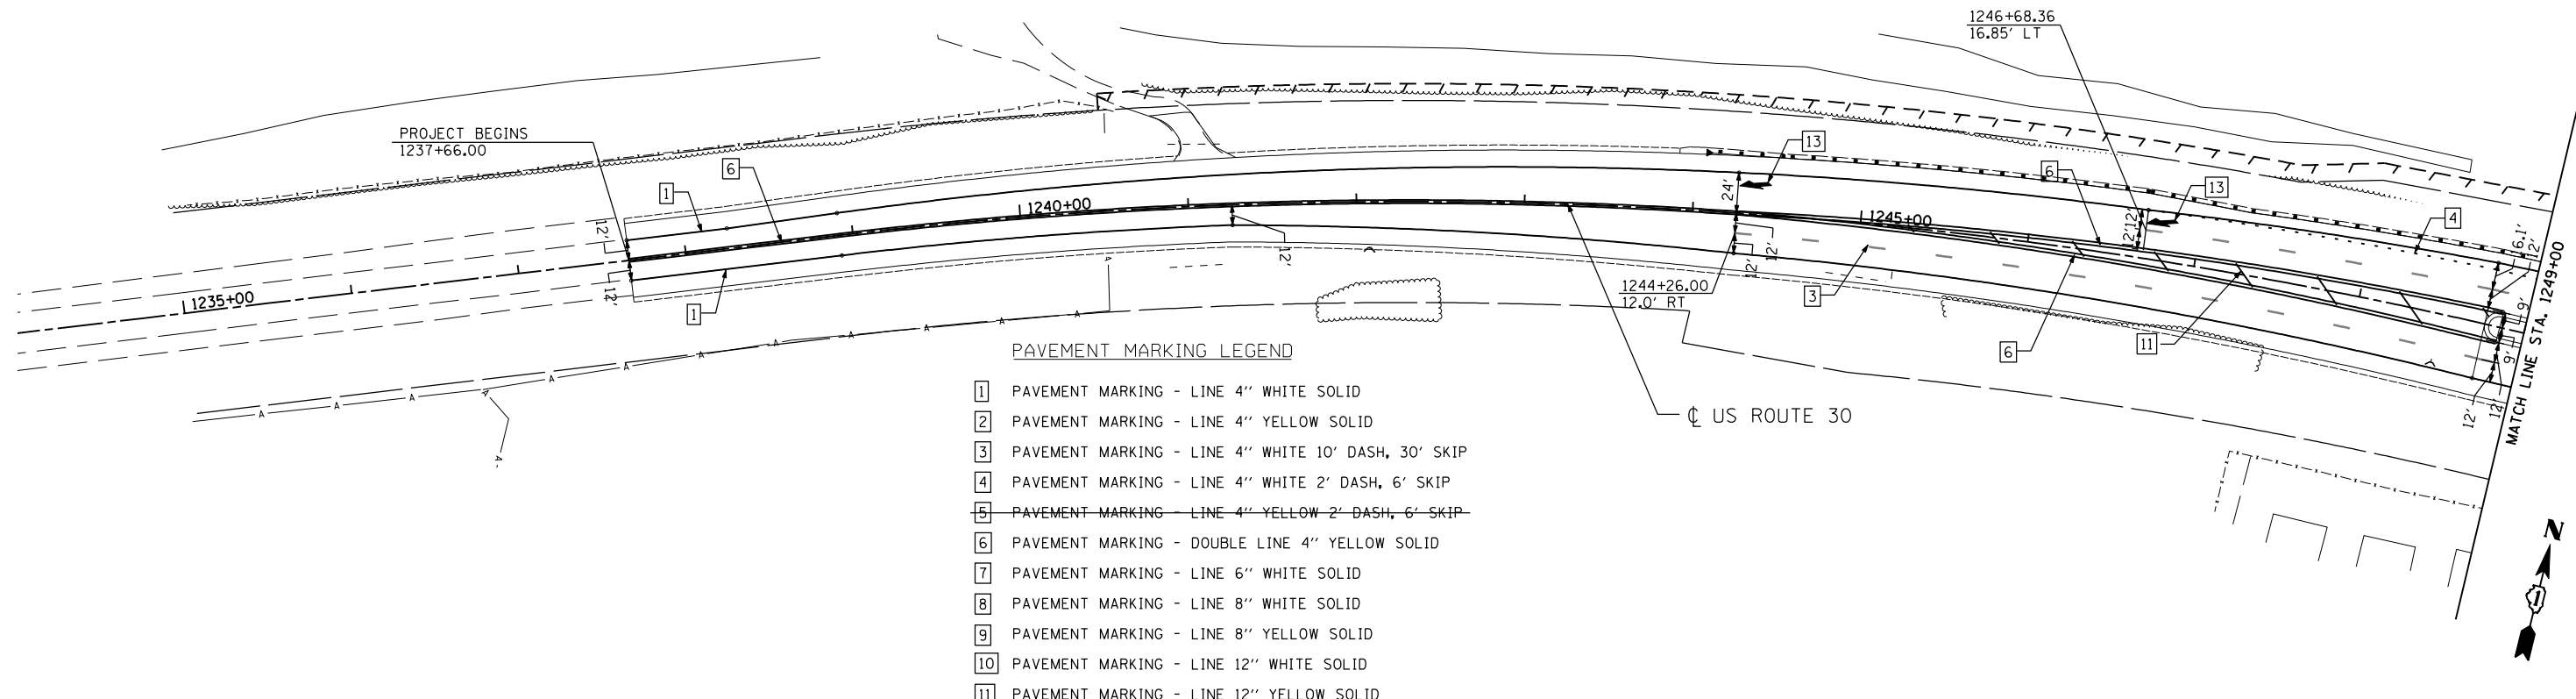 1246+68.36
16.85' LT
PROJECT BEGINS
1237+66.00
13
6
1
6
13
4
12'
24'
1240+00
1245+00
12'
12'
6.1'
12'
1235+00
12'
12'
12'
12'
1
1244+26.00
12.0' RT
3
6
11
9'
9'
12'
12'
MATCH LINE STA. 1249+00
℄ US ROUTE 30
N
1
PAVEMENT MARKING LEGEND
1 PAVEMENT MARKING - LINE 4'' WHITE SOLID
2 PAVEMENT MARKING - LINE 4'' YELLOW SOLID
3 PAVEMENT MARKING - LINE 4'' WHITE 10' DASH, 30' SKIP
4 PAVEMENT MARKING - LINE 4'' WHITE 2' DASH, 6' SKIP
5 PAVEMENT MARKING - LINE 4'' YELLOW 2' DASH, 6' SKIP
6 PAVEMENT MARKING - DOUBLE LINE 4'' YELLOW SOLID
7 PAVEMENT MARKING - LINE 6'' WHITE SOLID
8 PAVEMENT MARKING - LINE 8'' WHITE SOLID
9 PAVEMENT MARKING - LINE 8'' YELLOW SOLID
10 PAVEMENT MARKING - LINE 12'' WHITE SOLID
11 PAVEMENT MARKING - LINE 12'' YELLOW SOLID